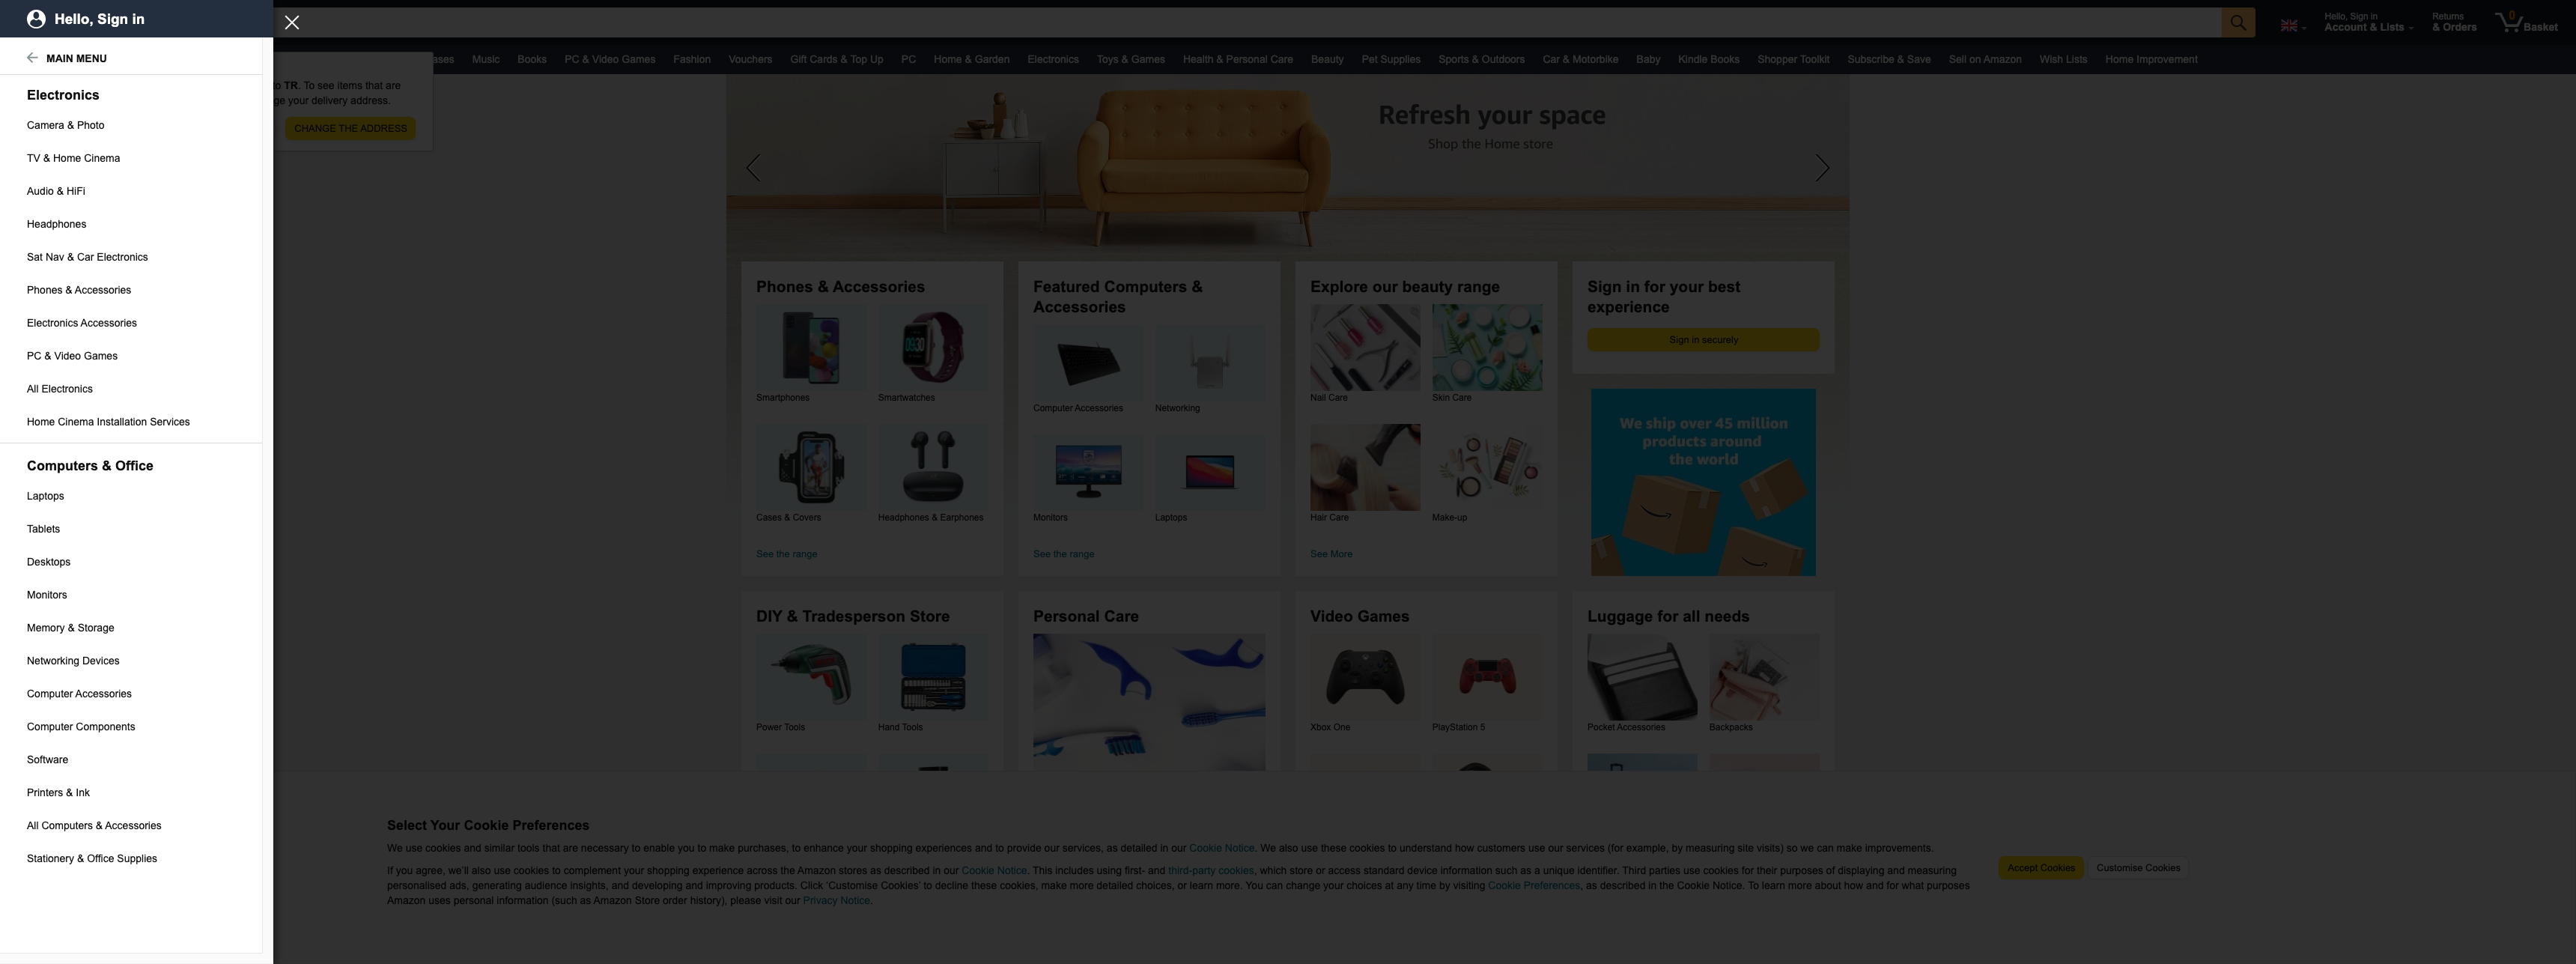 Hello, Sign in
MAIN MENU
Electronics
Camera & Photo
TV & Home Cinema
Audio & HiFi
Headphones
Sat Nav & Car Electronics
Phones & Accessories
Electronics Accessories
PC & Video Games
All Electronics
Home Cinema Installation Services
Computers & Office
Laptops
Tablets
Desktops
Monitors
Memory & Storage
Networking Devices
Computer Accessories
Computer Components
Software
Printers & Ink
All Computers & Accessories
Stationery & Office Supplies
Hello, Sign in
Account & Lists
Returns
& Orders
0
Basket
ases Music Books PC & Video Games Fashion Vouchers Gift Cards & Top Up PC Home & Garden Electronics Toys & Games Health & Personal Care Beauty Pet Supplies Sports & Outdoors Car & Motorbike Baby Kindle Books Shopper Toolkit Subscribe & Save Sell on Amazon Wish Lists Home Improvement
o TR. To see items that are
ge your delivery address.
CHANGE THE ADDRESS
Refresh your space
Shop the Home store
Phones & Accessories
Smartphones Smartwatches
Cases & Covers Headphones & Earphones
See the range
Featured Computers &
Accessories
Computer Accessories Networking
Monitors Laptops
See the range
Explore our beauty range
Nail Care Skin Care
Hair Care Make-up
See More
Sign in for your best
experience
Sign in securely
We ship over 45 million
products around
the world
DIY & Tradesperson Store
Power Tools Hand Tools
Personal Care
Video Games
Xbox One PlayStation 5
Luggage for all needs
Pocket Accessories Backpacks
Select Your Cookie Preferences
We use cookies and similar tools that are necessary to enable you to make purchases, to enhance your shopping experiences and to provide our services, as detailed in our Cookie Notice. We also use these cookies to understand how customers use our services (for example, by measuring site visits) so we can make improvements.
If you agree, we'll also use cookies to complement your shopping experience across the Amazon stores as described in our Cookie Notice. This includes using first- and third-party cookies, which store or access standard device information such as a unique identifier. Third parties use cookies for their purposes of displaying and measuring
personalised ads, generating audience insights, and developing and improving products. Click 'Customise Cookies' to decline these cookies, make more detailed choices, or learn more. You can change your choices at any time by visiting Cookie Preferences, as described in the Cookie Notice. To learn more about how and for what purposes
Amazon uses personal information (such as Amazon Store order history), please visit our Privacy Notice.
Accept Cookies
Customise Cookies